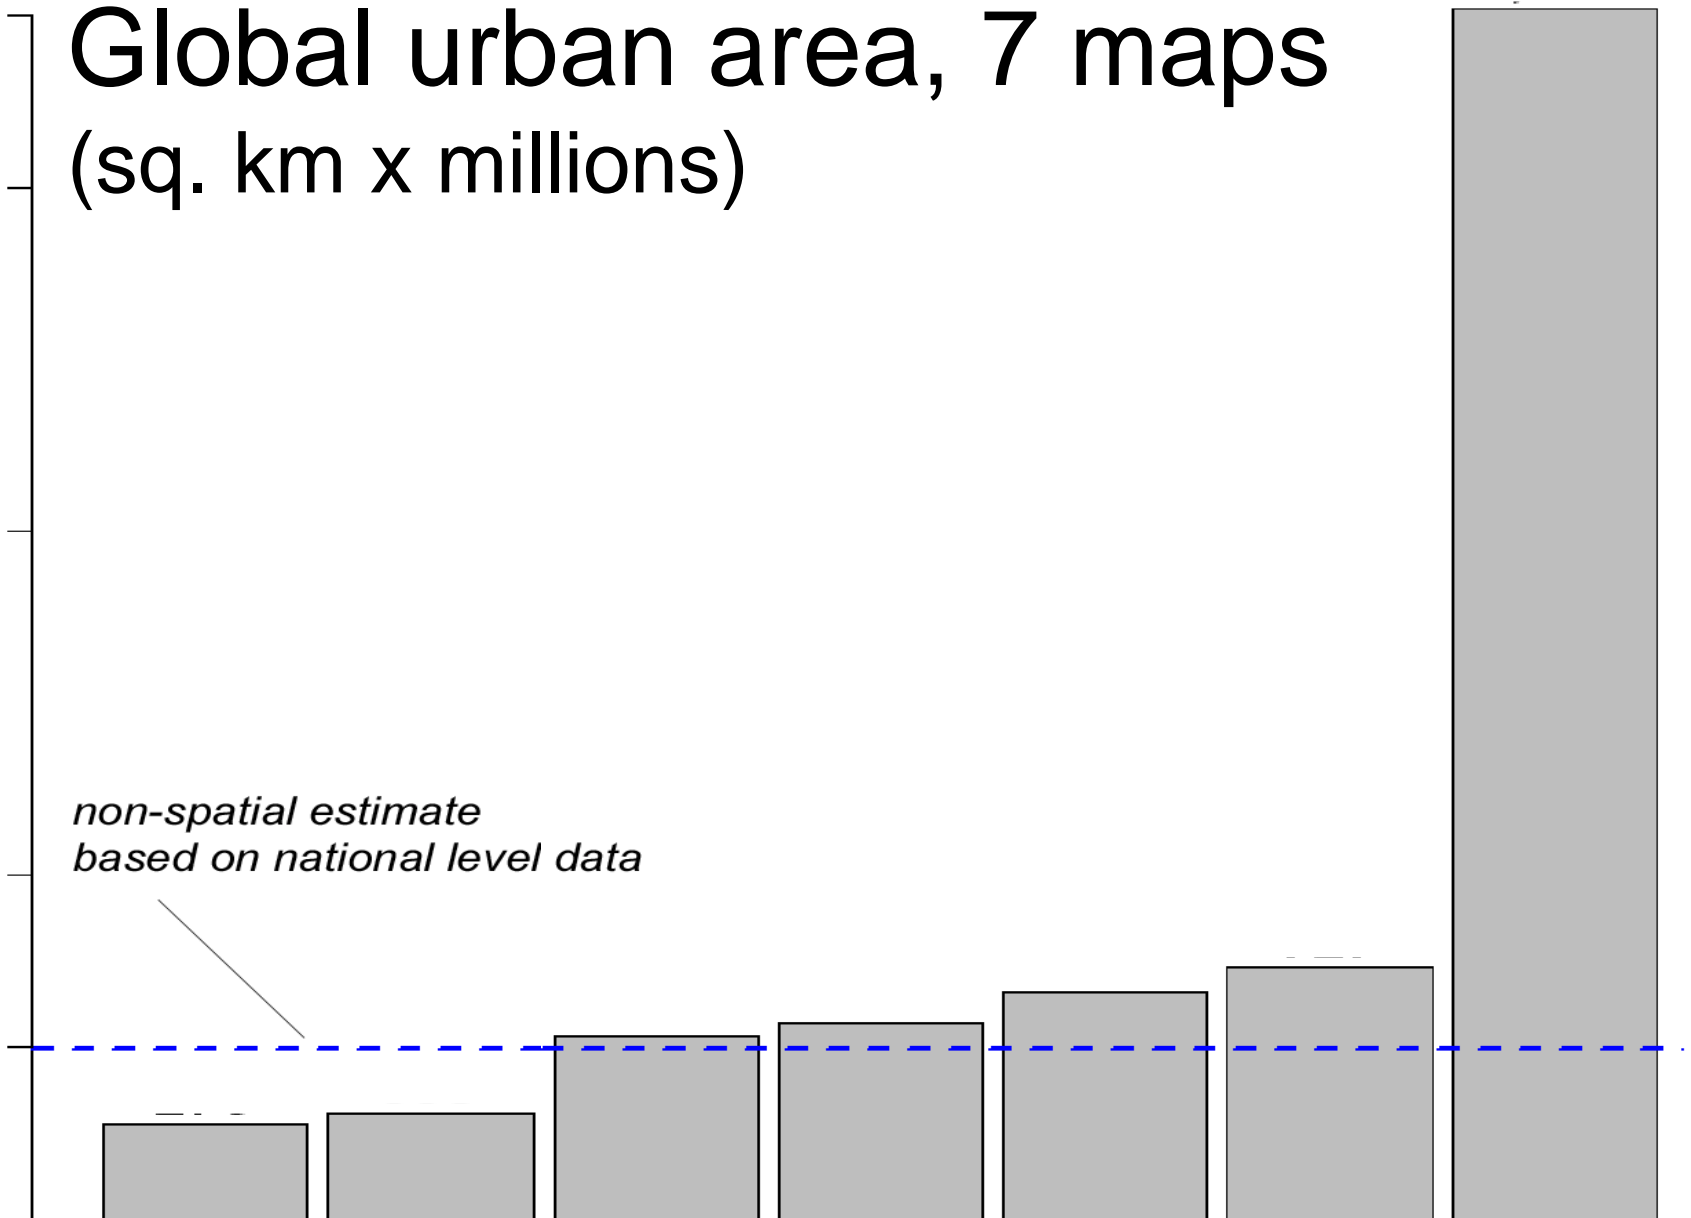 Global urban area, 7 maps
(sq. km x millions)
non-spatial estimate
based on national level data